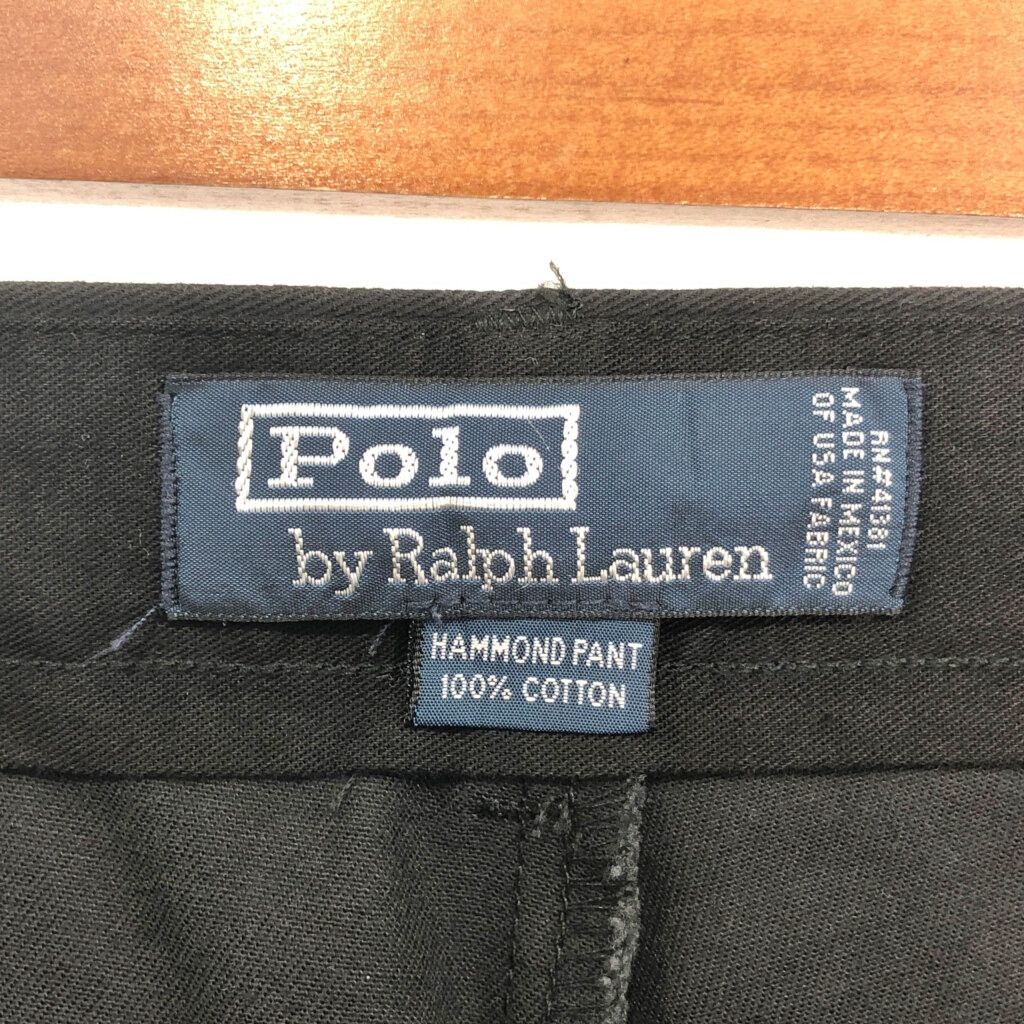 Polo
by Ralph Lauren
RN#41381
MADE IN MEXICO
OF USA FABRIC
HAMMOND PANT
100% COTTON